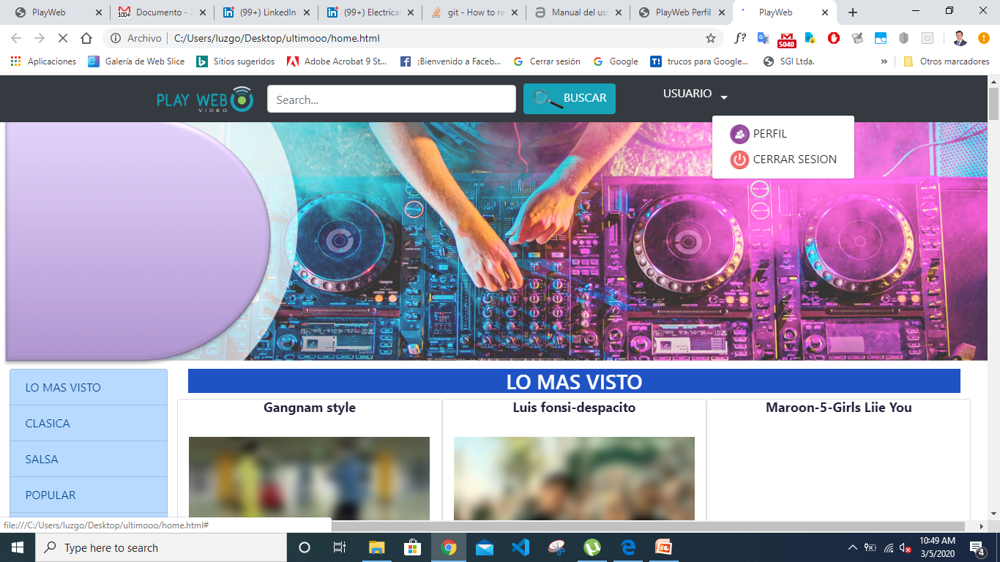 PlayWeb
Documento - Z
(99+) LinkedIn
(99+) Electrical
git - How to re
Manual del usu
PlayWeb Perfil
PlayWeb
Archivo
C:/Users/luzgo/Desktop/ultimooo/home.html
f?
5040
Aplicaciones
Galería de Web Slice
Sitios sugeridos
Adobe Acrobat 9 St...
¡Bienvenido a Faceb...
Cerrar sesión
Google
T!
trucos para Google...
SGI Ltda.
»
Otros marcadores
PLAY WEB
VIDEO
Search...
BUSCAR
USUARIO
PERFIL
CERRAR SESION
LO MAS VISTO
CLASICA
SALSA
POPULAR
LO MAS VISTO
Gangnam style
Luis fonsi-despacito
Maroon-5-Girls Liie You
file:///C:/Users/luzgo/Desktop/ultimooo/home.html#
Type here to search
10:49 AM
3/5/2020
4